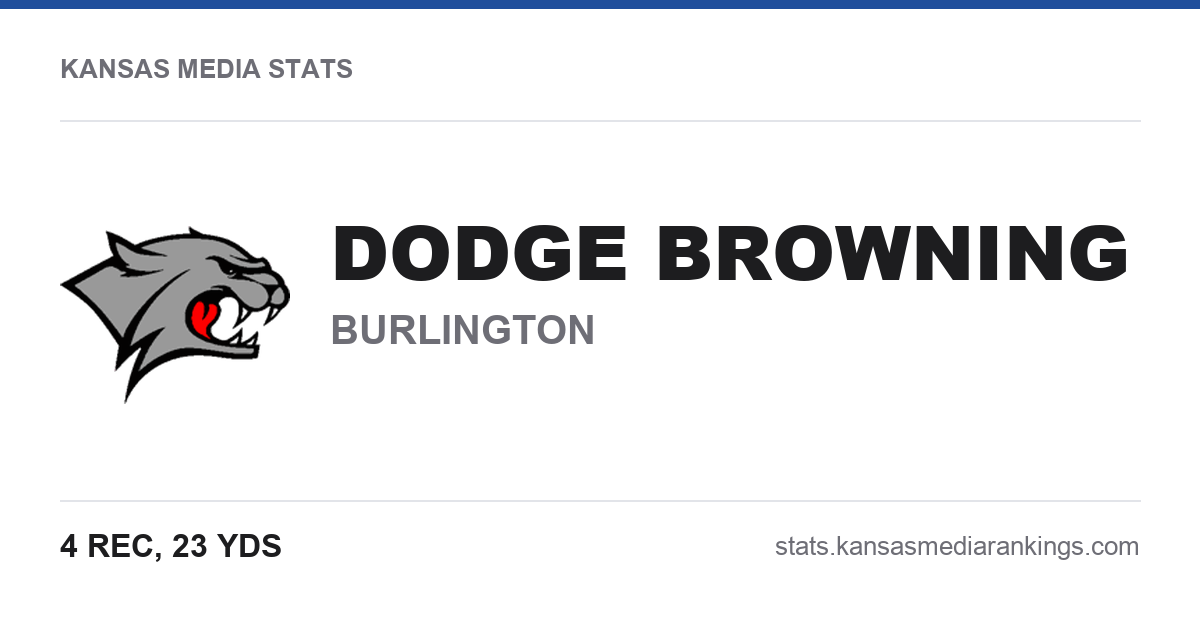 KANSAS MEDIA STATS
DODGE BROWNING
BURLINGTON
4 REC, 23 YDS
stats.kansasmediarankings.com